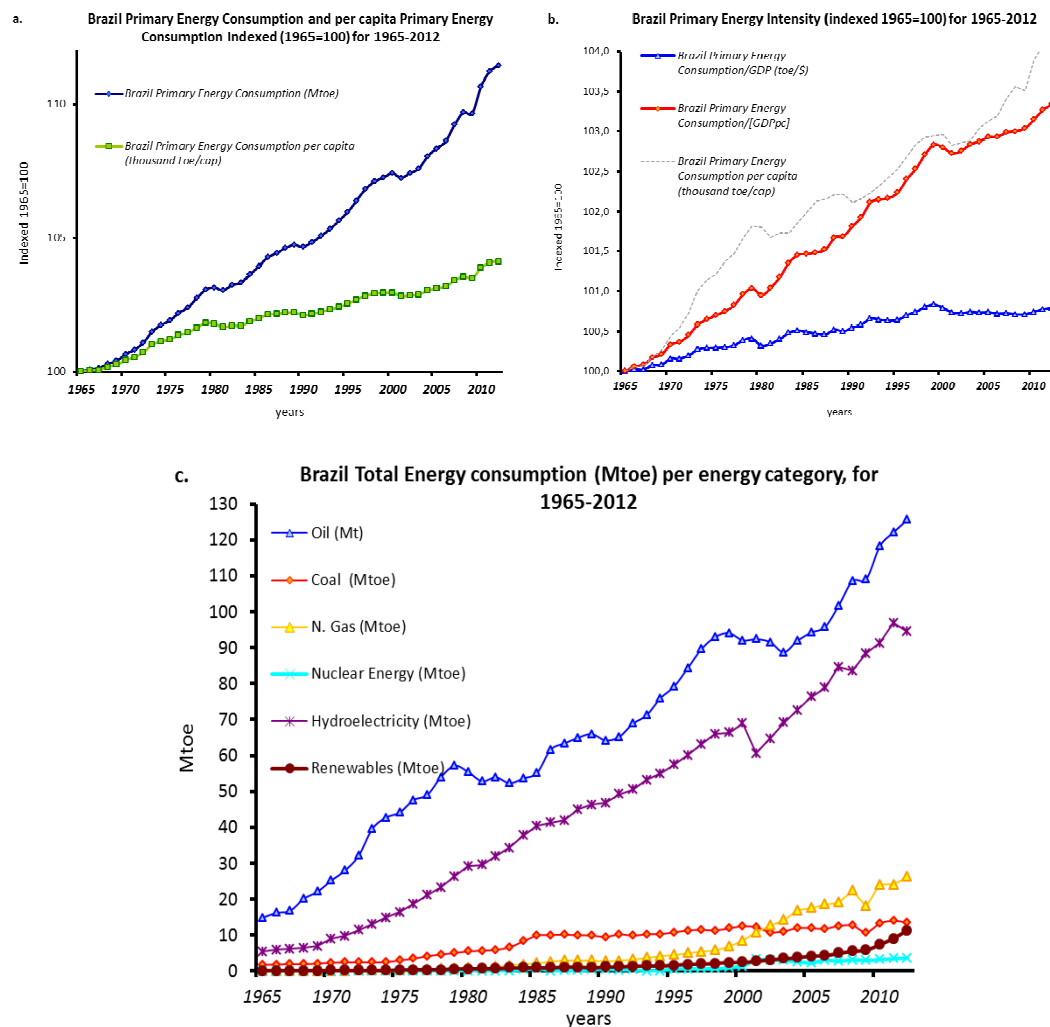 a.
Brazil Primary Energy Consumption and per capita Primary Energy
Consumption Indexed (1965=100) for 1965-2012
110
105
100
Indexed 1965=100
Brazil Primary Energy Consumption (Mtoe)
Brazil Primary Energy Consumption per capita
(thousand toe/cap)
1965 1970 1975 1980 1985 1990 1995 2000 2005 2010
years
b.
Brazil Primary Energy Intensity (indexed 1965=100) for 1965-2012
104,0
103,5
103,0
102,5
102,0
101,5
101,0
100,5
100,0
Indexed 1965=100
Brazil Primary Energy
Consumption/GDP (toe/$)
Brazil Primary Energy
Consumption/[GDPpc]
Brazil Primary Energy
Consumption per capita
(thousand toe/cap)
1965 1970 1975 1980 1985 1990 1995 2000 2005 2010
years
c.
Brazil Total Energy consumption (Mtoe) per energy category, for
1965-2012
130
120
110
100
90
80
70
60
50
40
30
20
10
0
Mtoe
Oil (Mt)
Coal (Mtoe)
N. Gas (Mtoe)
Nuclear Energy (Mtoe)
Hydroelectricity (Mtoe)
Renewables (Mtoe)
1965 1970 1975 1980 1985 1990 1995 2000 2005 2010
years